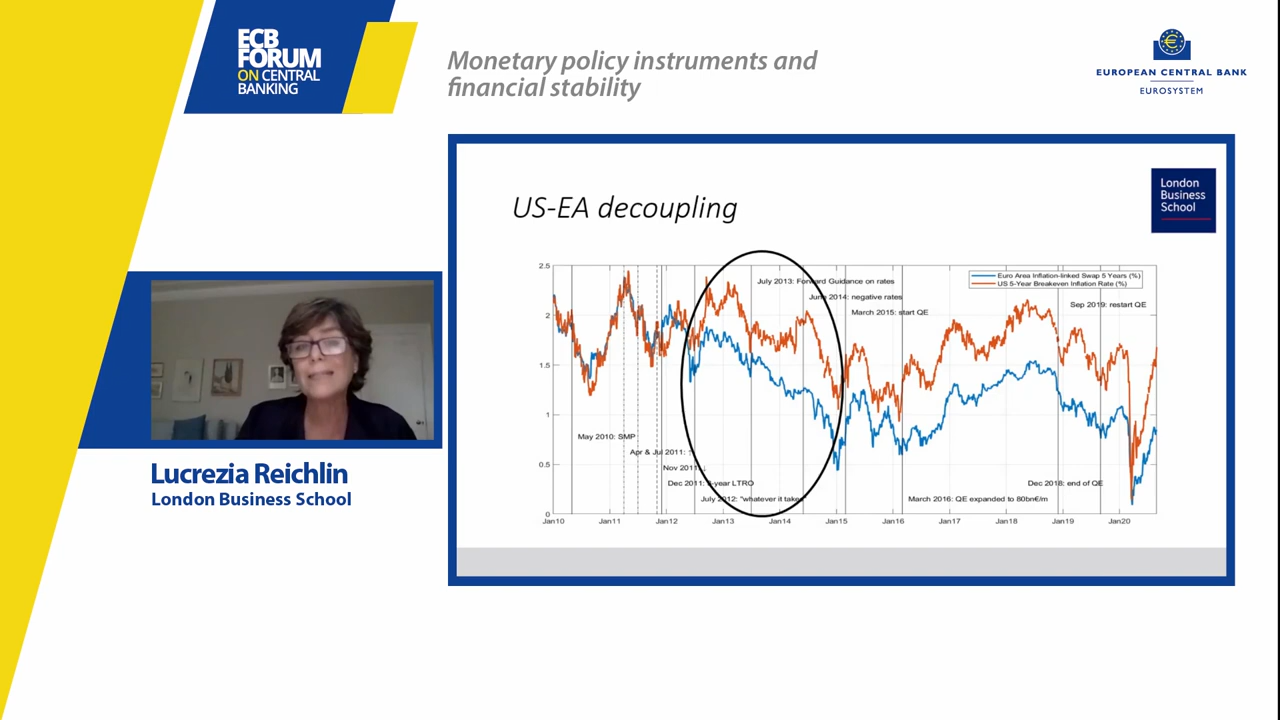 ECB
FORUM
ON CENTRAL
BANKING
Monetary policy instruments and
financial stability
EUROPEAN CENTRAL BANK
EUROSYSTEM
London
Business
School
US-EA decoupling
Euro Area Inflation-linked Swap 5 Years (%)
US 5-Year Breakeven Inflation Rate (%)
July 2013: Forward Guidance on rates
June 2014: negative rates
March 2015: start QE
Sep 2019: restart QE
May 2010: SMP
Apr & Jul 2011:
Nov 2011:
Dec 2011: 3-year LTRO
July 2012: "whatever it takes"
March 2016: QE expanded to 80bn€/m
Dec 2018: end of QE
2.5
2
1.5
1
0.5
0
Jan10 Jan11 Jan12 Jan13 Jan14 Jan15 Jan16 Jan17 Jan18 Jan19 Jan20
Lucrezia Reichlin
London Business School